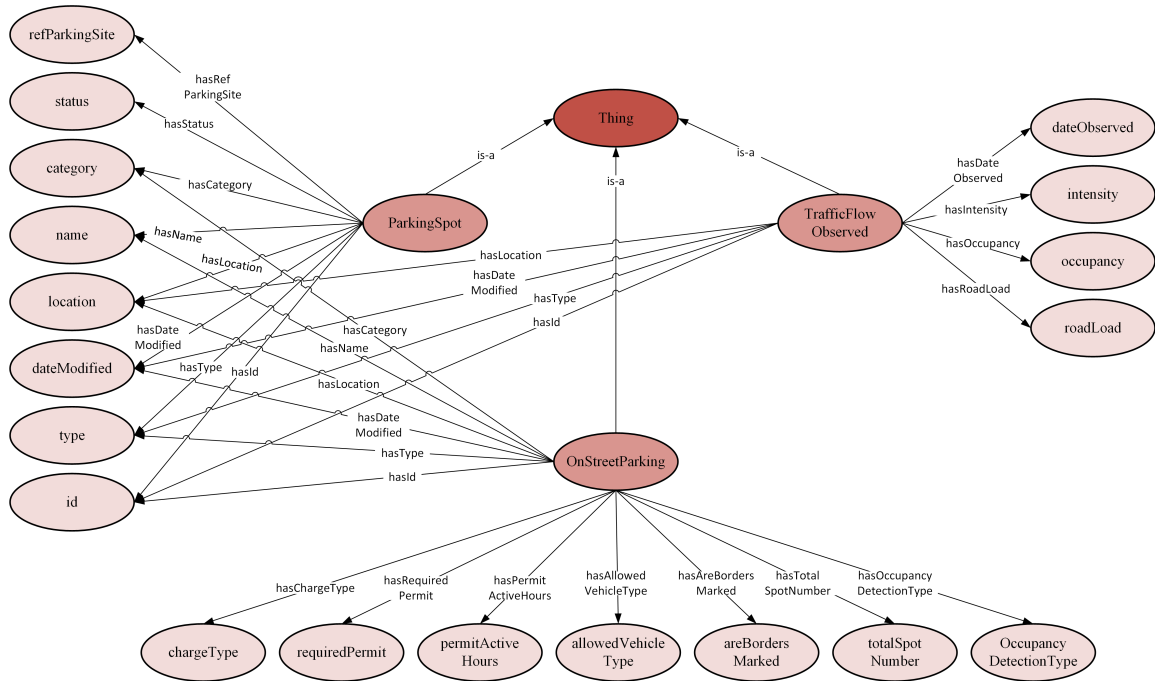 refParkingSite
hasRef
ParkingSite
status
hasStatus
Thing
dateObserved
is-a
is-a
is-a
category
hasCategory
hasDate
Observed
intensity
hasIntensity
name
hasName
ParkingSpot
TrafficFlow
Observed
hasOccupancy
occupancy
hasLocation
hasLocation
location
hasDate
Modified
hasType
hasRoadLoad
roadLoad
hasDate
Modified
hasCategory
hasId
hasName
dateModified
hasType
hasId
hasLocation
hasDate
Modified
type
hasType
OnStreetParking
hasId
id
hasChargeType
hasRequired
Permit
hasPermit
ActiveHours
hasAllowed
VehicleType
hasAreBorders
Marked
hasTotal
SpotNumber
hasOccupancy
DetectionType
chargeType
requiredPermit
permitActive
Hours
allowedVehicle
Type
areBorders
Marked
totalSpot
Number
Occupancy
DetectionType